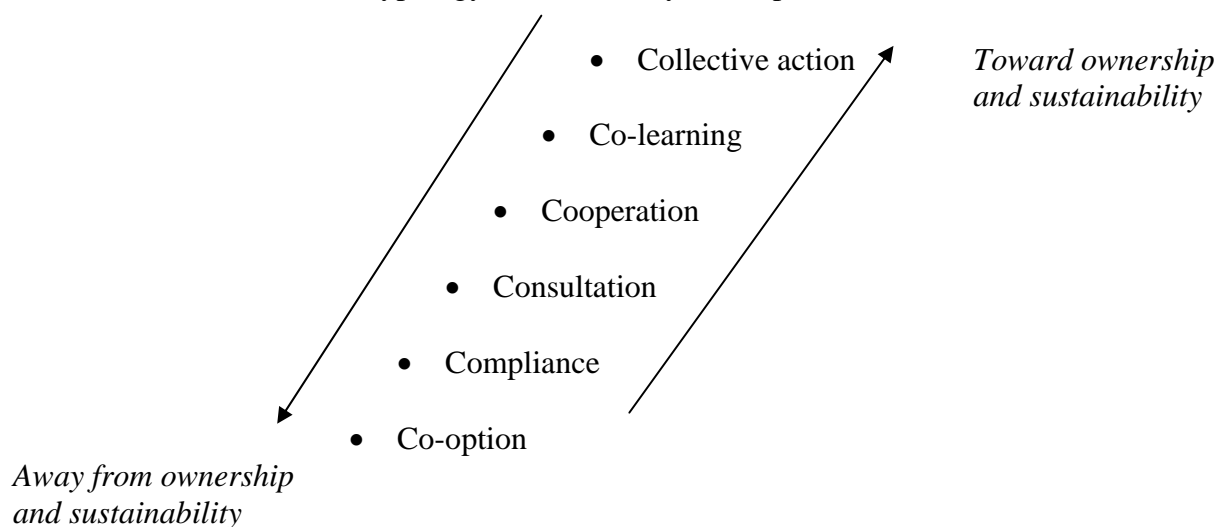 • Collective action
Toward ownership
and sustainability
• Co-learning
• Cooperation
• Consultation
• Compliance
• Co-option
Away from ownership
and sustainability